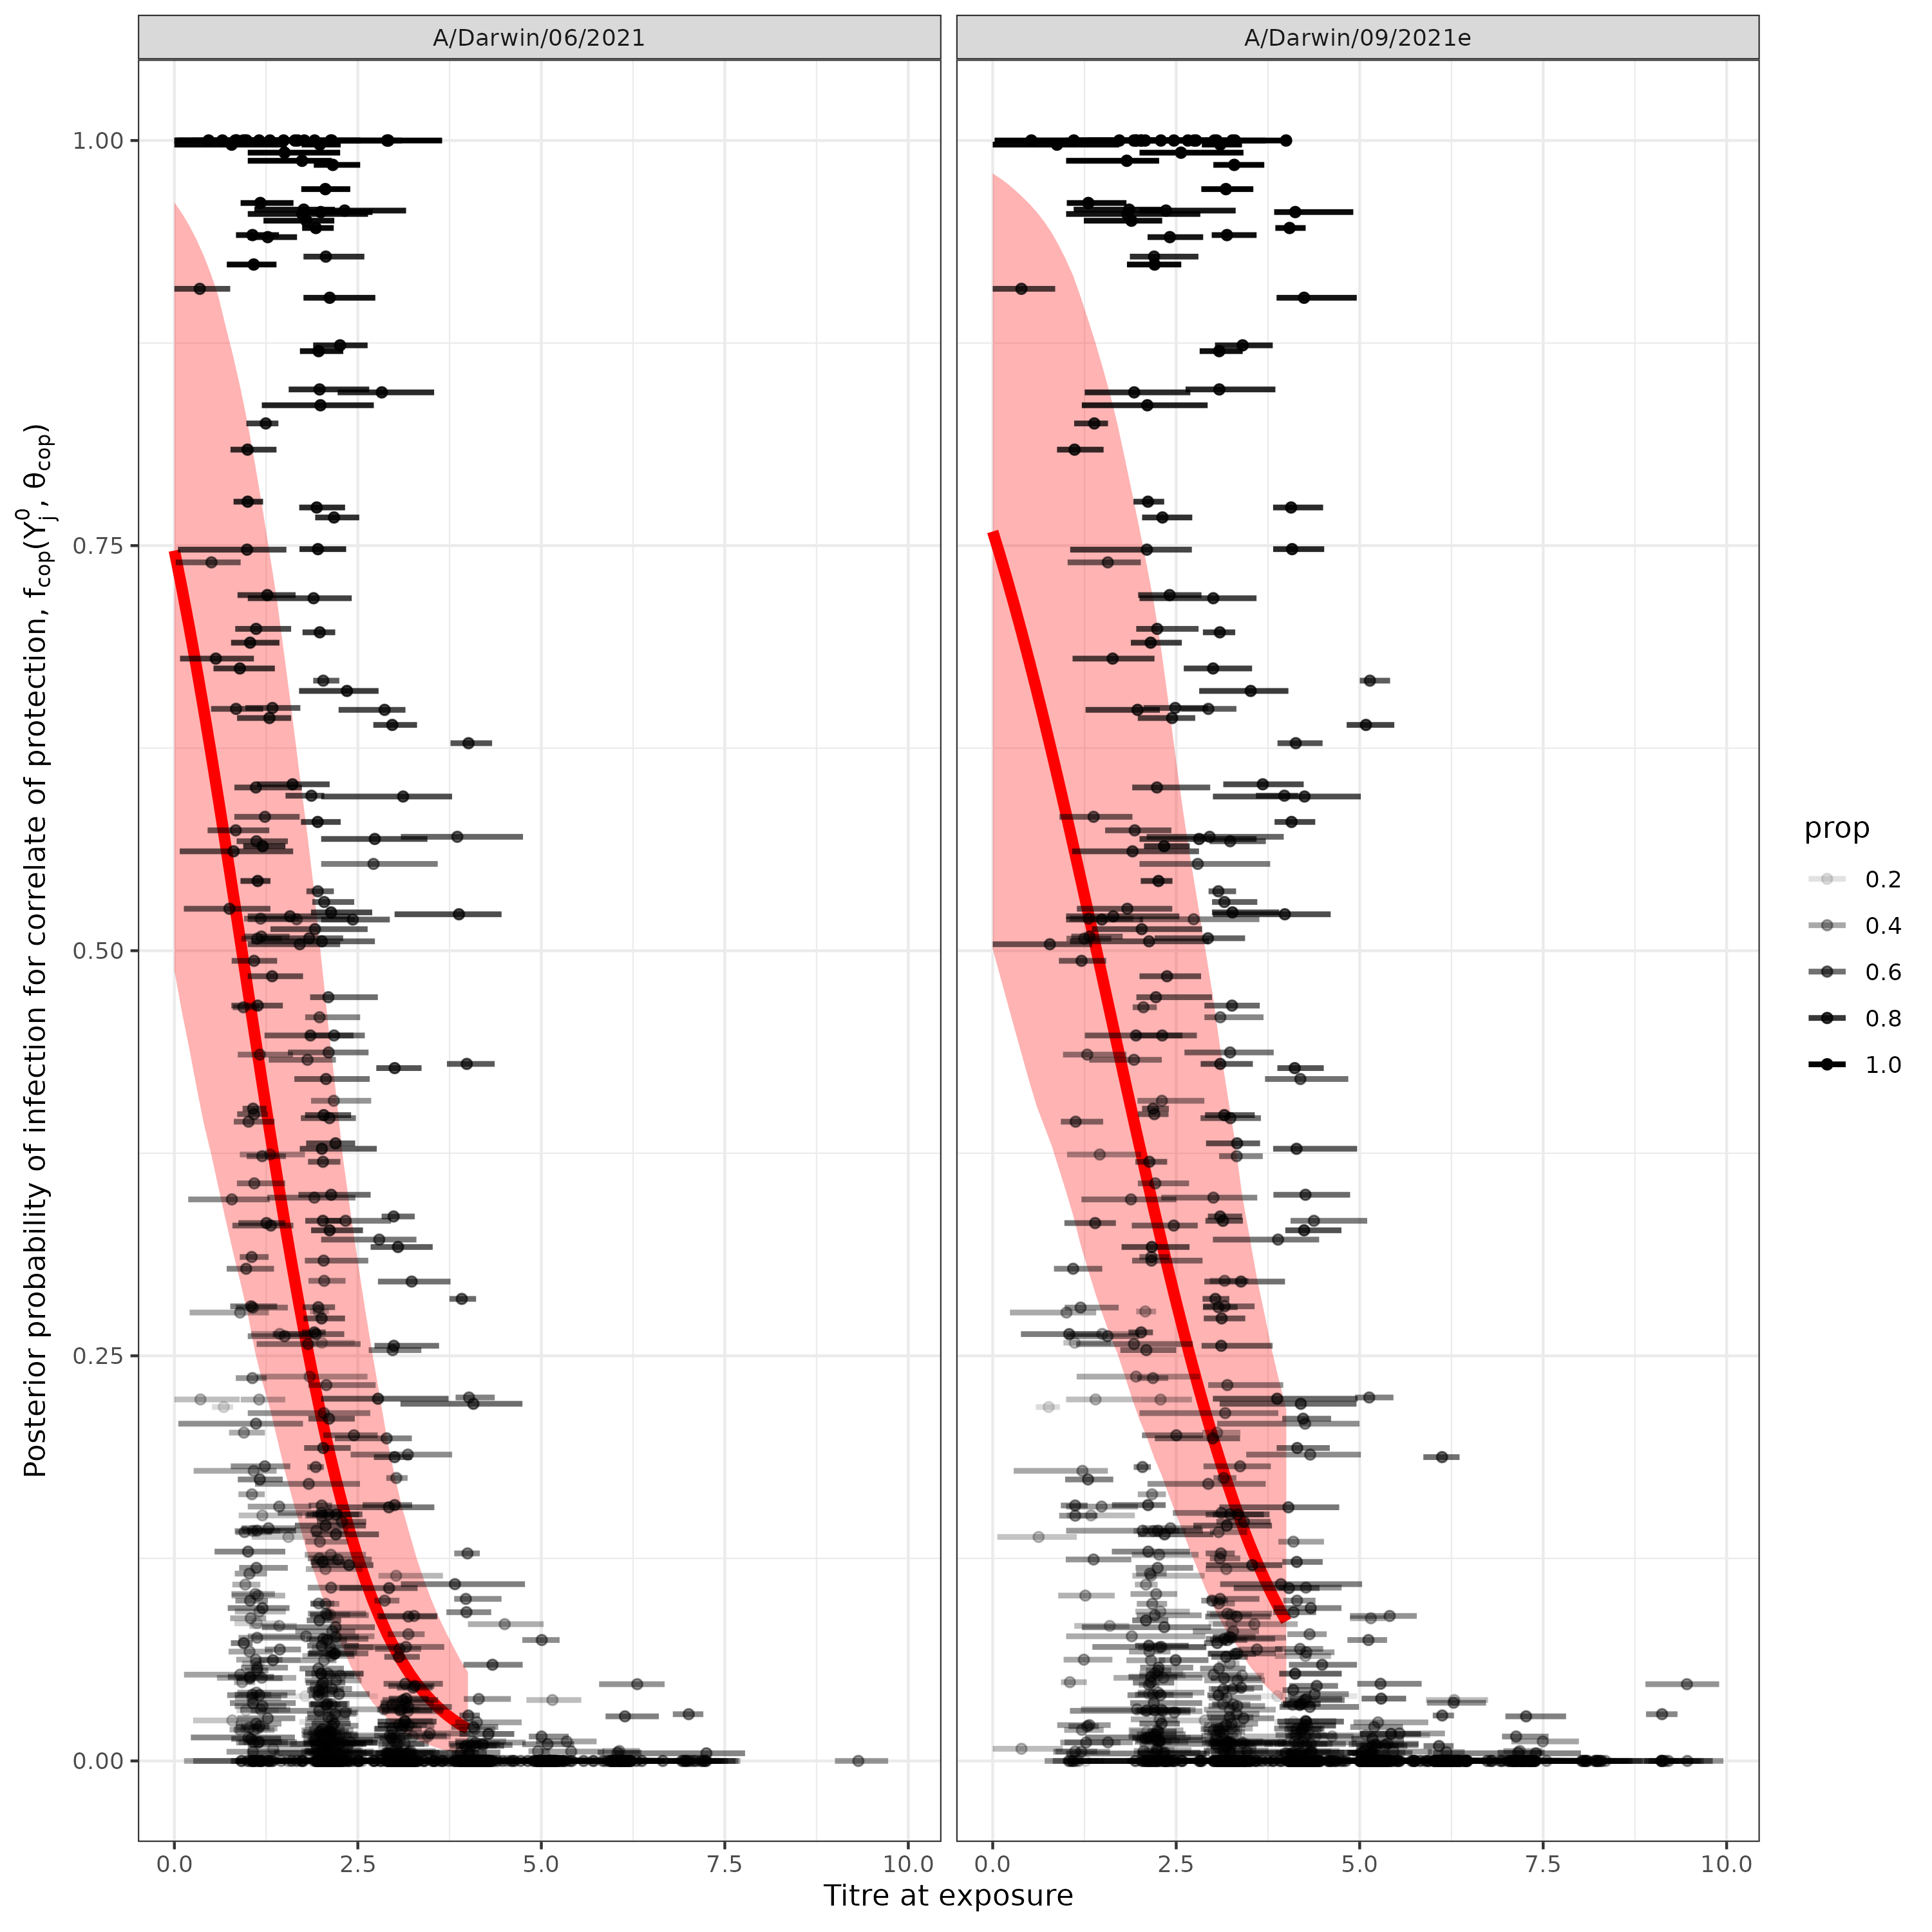 A/Darwin/06/2021
A/Darwin/09/2021e
Posterior probability of infection for correlate of protection, f_cop(Y_j^0, θ_cop)
1.00
0.75
0.50
0.25
0.00
0.0 2.5 5.0 7.5 10.0
0.0 2.5 5.0 7.5 10.0
Titre at exposure
prop
0.2
0.4
0.6
0.8
1.0